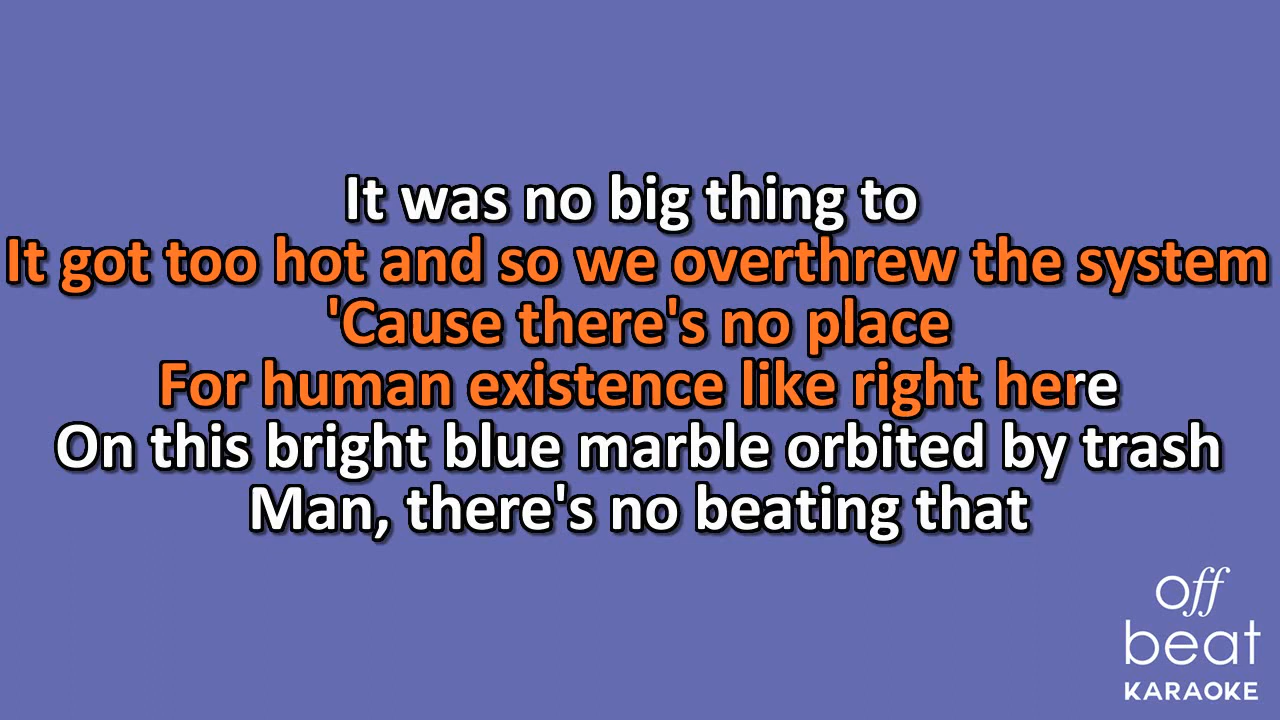 It was no big thing to
It got too hot and so we overthrew the system
'Cause there's no place
For human existence like right here
On this bright blue marble orbited by trash
Man, there's no beating that
off
beat
KARAOKE